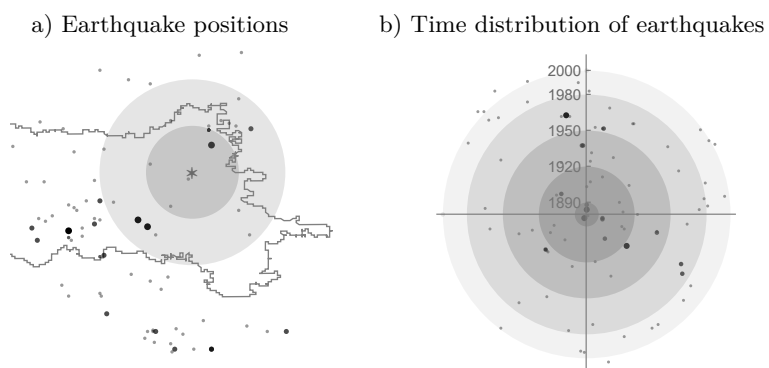 a) Earthquake positions
b) Time distribution of earthquakes
2000
1980
1950
1920
1890